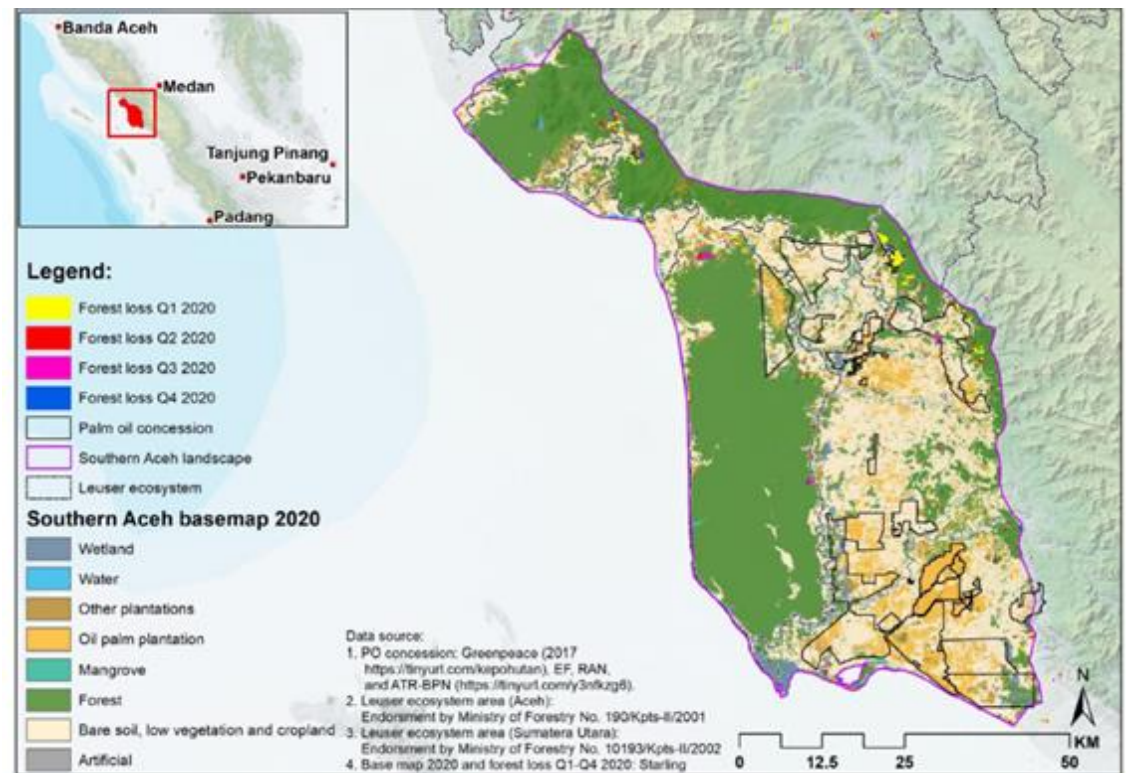 Banda Aceh
Medan
Tanjung Pinang
Pekanbaru
Padang
Legend:
Forest loss Q1 2020
Forest loss Q2 2020
Forest loss Q3 2020
Forest loss Q4 2020
Palm oil concession
Southern Aceh landscape
Leuser ecosystem
Southern Aceh basemap 2020
Wetland
Water
Other plantations
Oil palm plantation
Mangrove
Forest
Bare soil, low vegetation and cropland
Artificial
Data source:
1. PO concession: Greenpeace (2017
https://tinyurl.com/kepohutan), EF, RAN,
and ATR-BPN (https://tinyurl.com/y3nfkzg6).
2. Leuser ecosystem area (Aceh):
Endorsment by Ministry of Forestry No. 190/Kpts-II/2001
3. Leuser ecosystem area (Sumatera Utara):
Endorsment by Ministry of Forestry No. 10193/Kpts-II/2002
4. Base map 2020 and forest loss Q1-Q4 2020: Starling
N
KM
0 12.5 25 50